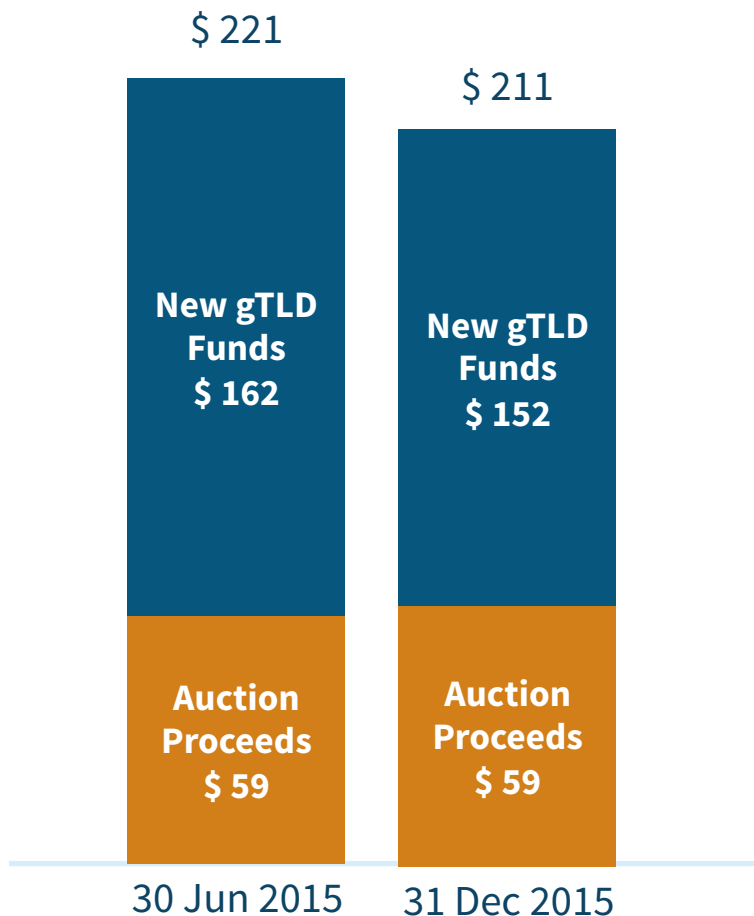 $ 221
New gTLD
Funds
$ 162
Auction
Proceeds
$ 59
30 Jun 2015
$ 211
New gTLD
Funds
$ 152
Auction
Proceeds
$ 59
31 Dec 2015